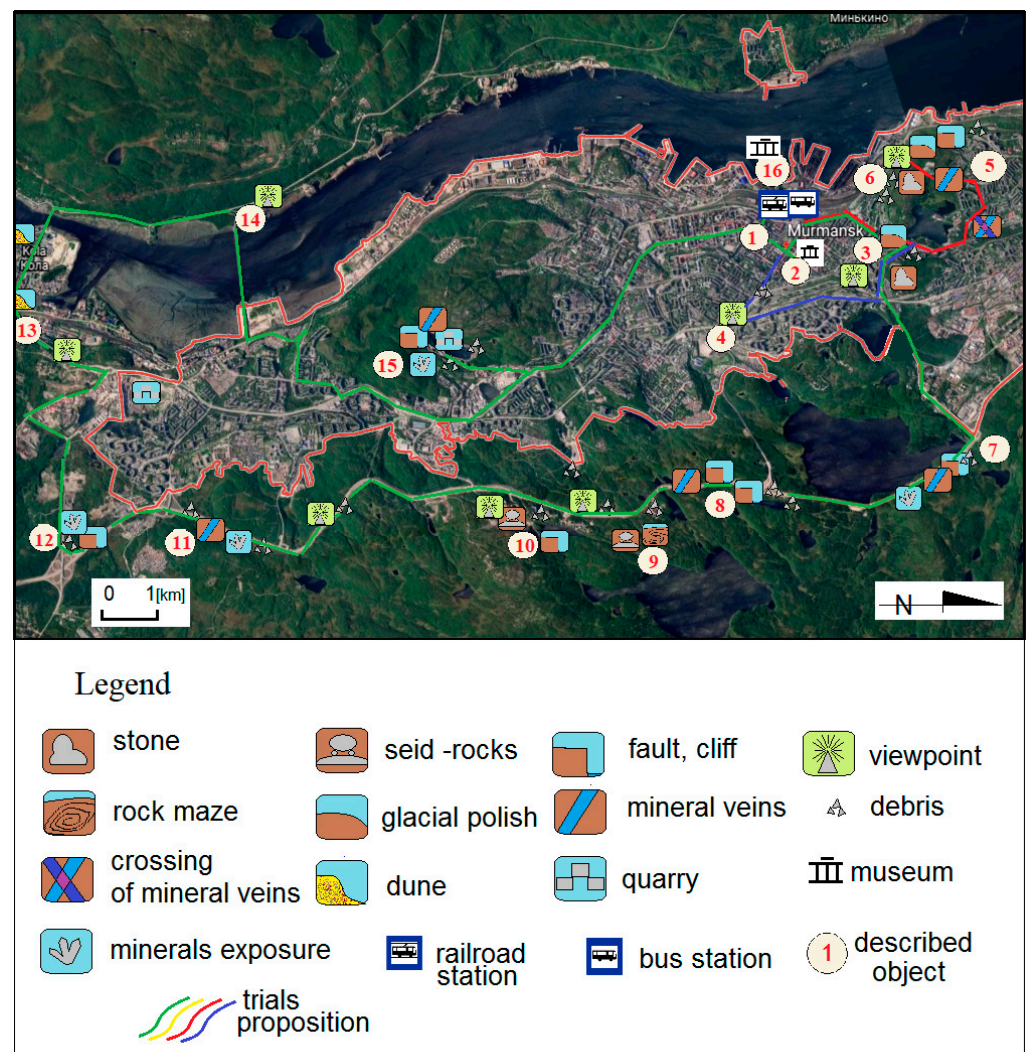 Минькино
16
5
6
14
Murmansk
1
3
2
Kola
Кола
4
13
15
7
8
11
12
10
9
0 1[km]
N
Legend
stone
seid -rocks
fault, cliff
viewpoint
rock maze
glacial polish
mineral veins
debris
crossing
of mineral veins
dune
quarry
museum
minerals exposure
railroad
station
bus station
1
described
object
trials
proposition